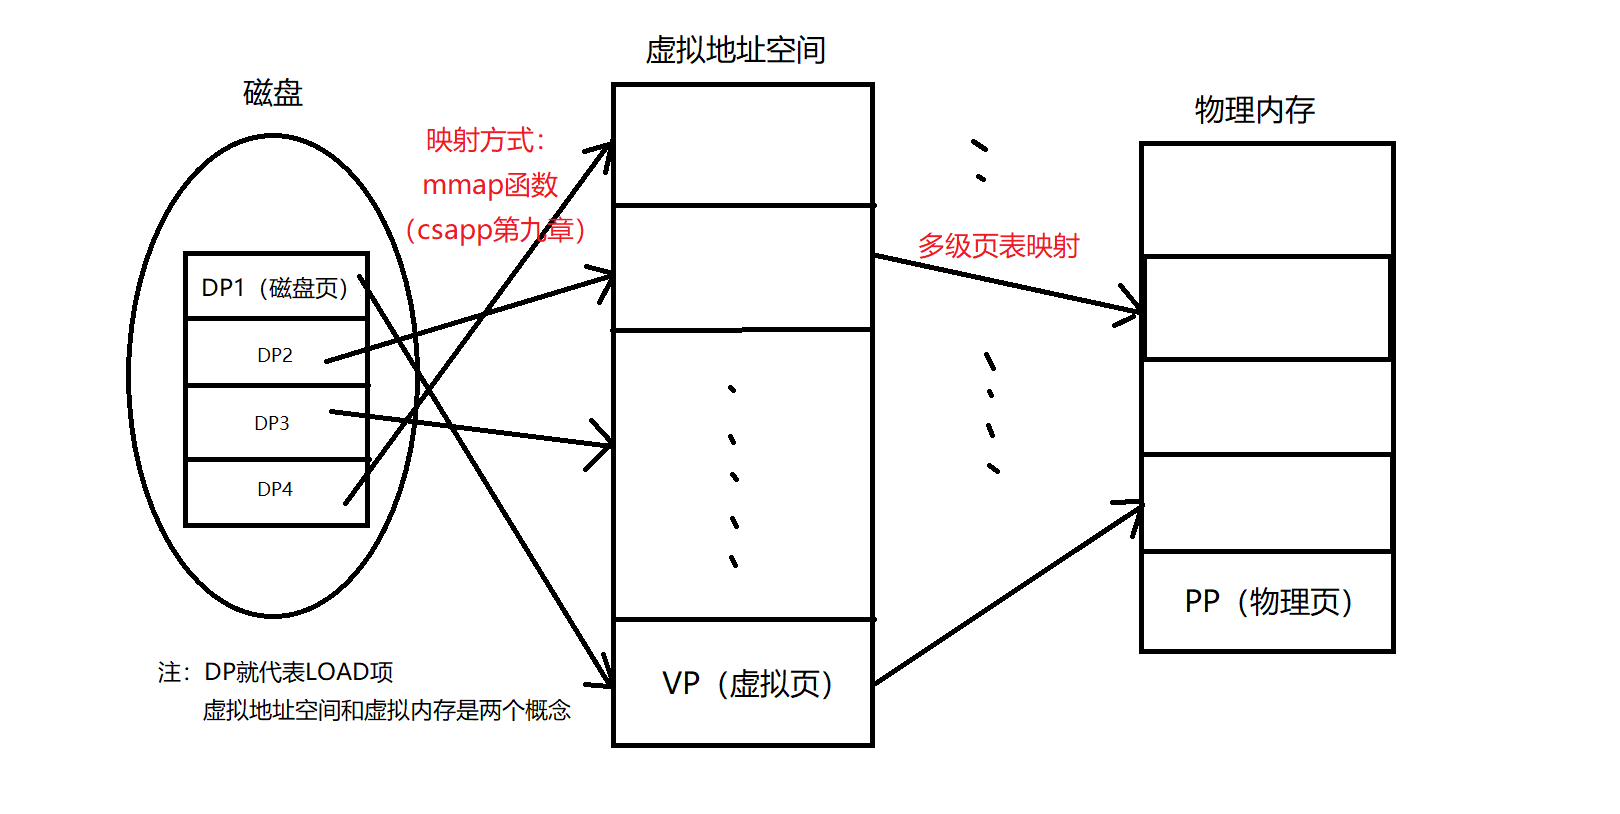 磁盘
DP1（磁盘页）
DP2
DP3
DP4
注：DP就代表LOAD项
虚拟地址空间和虚拟内存是两个概念
映射方式：
mmap函数
（csapp第九章）
虚拟地址空间
VP（虚拟页）
多级页表映射
物理内存
PP（物理页）